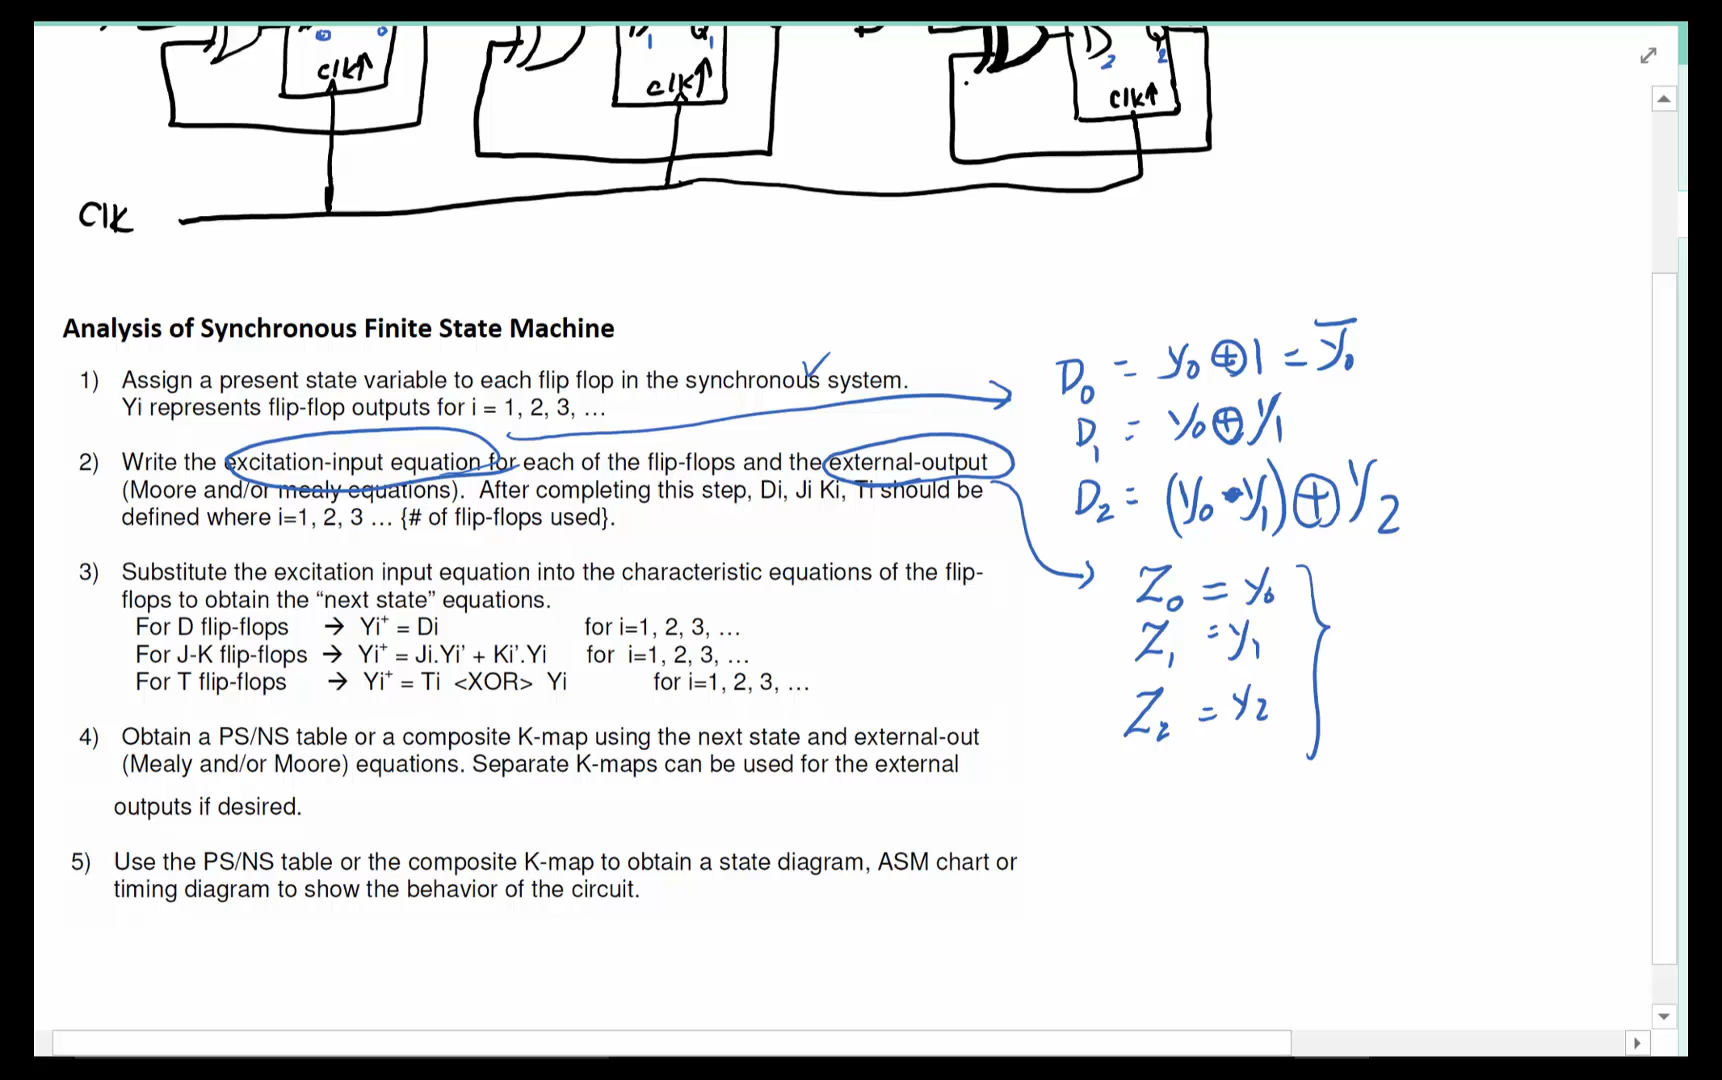 0 0 1 Q1 D2 Q2
clk↑ clk↑ clk↑
Clk
Analysis of Synchronous Finite State Machine
1) Assign a present state variable to each flip flop in the synchronous system.
Yi represents flip-flop outputs for i = 1, 2, 3, …
2) Write the excitation-input equation for each of the flip-flops and the external-output
(Moore and/or mealy equations). After completing this step, Di, Ji Ki, Ti should be
defined where i=1, 2, 3 … {# of flip-flops used}.
3) Substitute the excitation input equation into the characteristic equations of the flip-
flops to obtain the “next state” equations.
For D flip-flops → Yi⁺ = Di for i=1, 2, 3, …
For J-K flip-flops → Yi⁺ = Ji.Yi’ + Ki’.Yi for i=1, 2, 3, …
For T flip-flops → Yi⁺ = Ti <XOR> Yi for i=1, 2, 3, …
4) Obtain a PS/NS table or a composite K-map using the next state and external-out
(Mealy and/or Moore) equations. Separate K-maps can be used for the external
outputs if desired.
5) Use the PS/NS table or the composite K-map to obtain a state diagram, ASM chart or
timing diagram to show the behavior of the circuit.
D₀ = y₀ ⊕ 1 = y̅₀
D₁ = y₀ ⊕ y₁
D₂ = (y₀ • y₁) ⊕ y₂
Z₀ = y₀
Z₁ = y₁
Z₂ = y₂